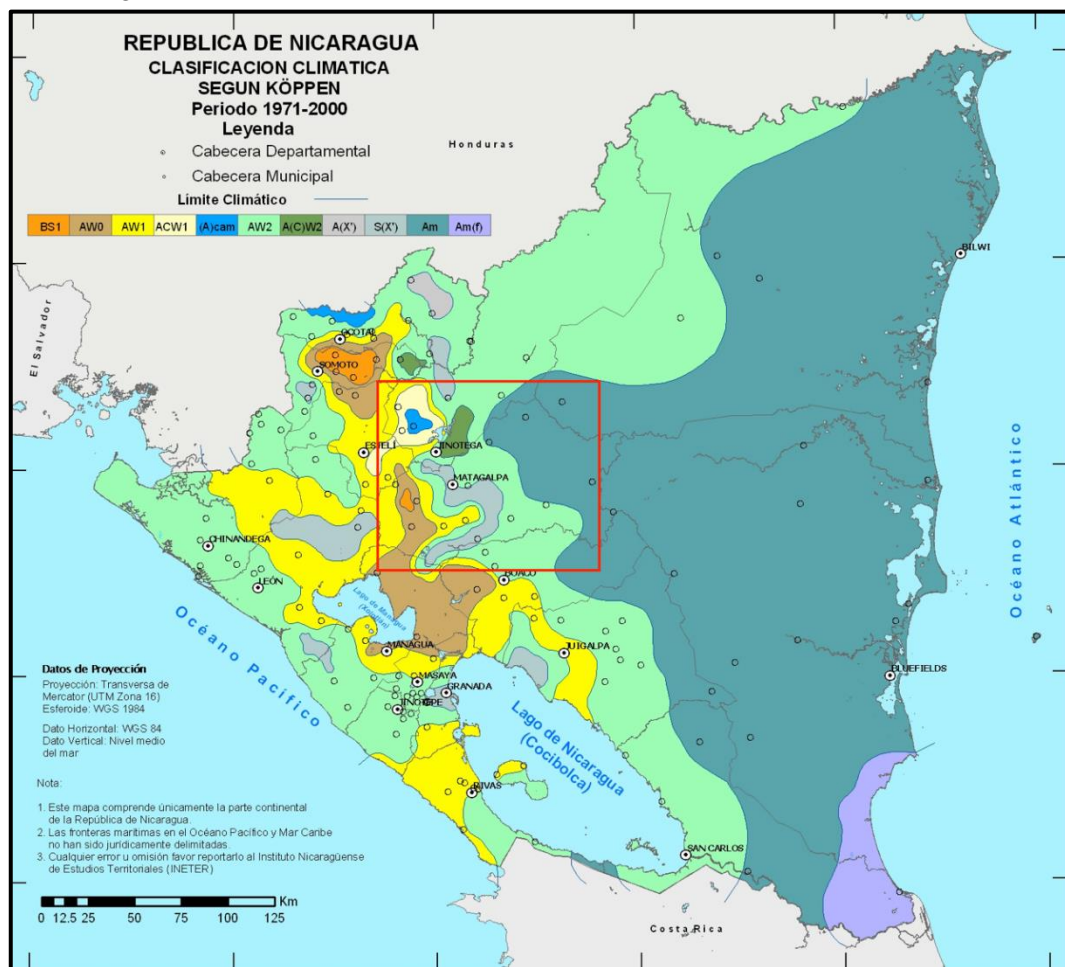 REPUBLICA DE NICARAGUA
CLASIFICACION CLIMATICA
SEGUN KÖPPEN
Periodo 1971-2000
Leyenda
Cabecera Departamental
Cabecera Municipal
Límite Climático
BS1 AW0 AW1 ACW1 (A)cam AW2 A(C)W2 A(X') S(X') Am Am(f)
Honduras
El Salvador
BILWI
OCOTAL
SOMOTO
ESTELÍ
JINOTEGA
MATAGALPA
CHINANDEGA
LEÓN
BOACO
Lago de Managua
(Xolotlán)
MANAGUA
JUIGALPA
MASAYA
GRANADA
JINOTEPE
BLUEFIELDS
RIVAS
SAN CARLOS
Océano Pacífico
Océano Atlántico
Lago de Nicaragua
(Cocibolca)
Costa Rica
Datos de Proyección
Proyección: Transversa de
Mercator (UTM Zona 16)
Esferoide: WGS 1984
Dato Horizontal: WGS 84
Dato Vertical: Nivel medio
del mar
Nota:
1. Este mapa comprende únicamente la parte continental
de la República de Nicaragua.
2. Las fronteras marítimas en el Océano Pacífico y Mar Caribe
no han sido jurídicamente delimitadas.
3. Cualquier error u omisión favor reportarlo al Instituto Nicaragüense
de Estudios Territoriales (INETER)
Km
0 12.5 25 50 75 100 125